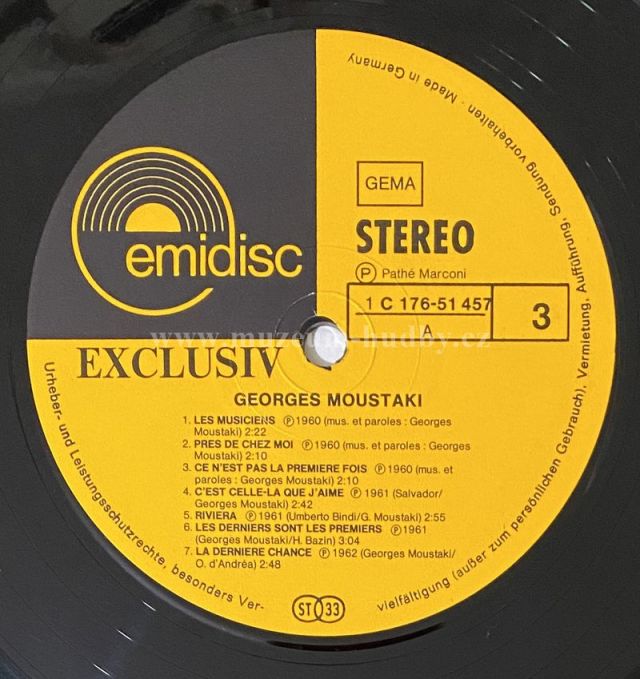 emidisc
EXCLUSIV
GEMA
STEREO
Ⓟ Pathé Marconi
1 C 176-51 457
A
3
www.muzeum-hudby.cz
GEORGES MOUSTAKI
1. LES MUSICIENS Ⓟ 1960 (mus. et paroles : Georges
Moustaki) 2:22
2. PRES DE CHEZ MOI Ⓟ 1960 (mus. et paroles : Georges
Moustaki) 2:10
3. CE N'EST PAS LA PREMIERE FOIS Ⓟ 1960 (mus. et
paroles : Georges Moustaki) 2:10
4. C'EST CELLE-LA QUE J'AIME Ⓟ 1961 (Salvador/
Georges Moustaki) 2:42
5. RIVIERA Ⓟ 1961 (Umberto Bindi/G. Moustaki) 2:55
6. LES DERNIERS SONT LES PREMIERS Ⓟ 1961
(Georges Moustaki/H. Bazin) 3:04
7. LA DERNIERE CHANCE Ⓟ 1962 (Georges Moustaki/
O. d'Andréa) 2:48
ST 33
Urheber- und Leistungsschutzrechte, besonders Ver-
vielfältigung (außer zum persönlichen Gebrauch), Vermietung, Aufführung, Sendung vorbehalten · Made in Germany